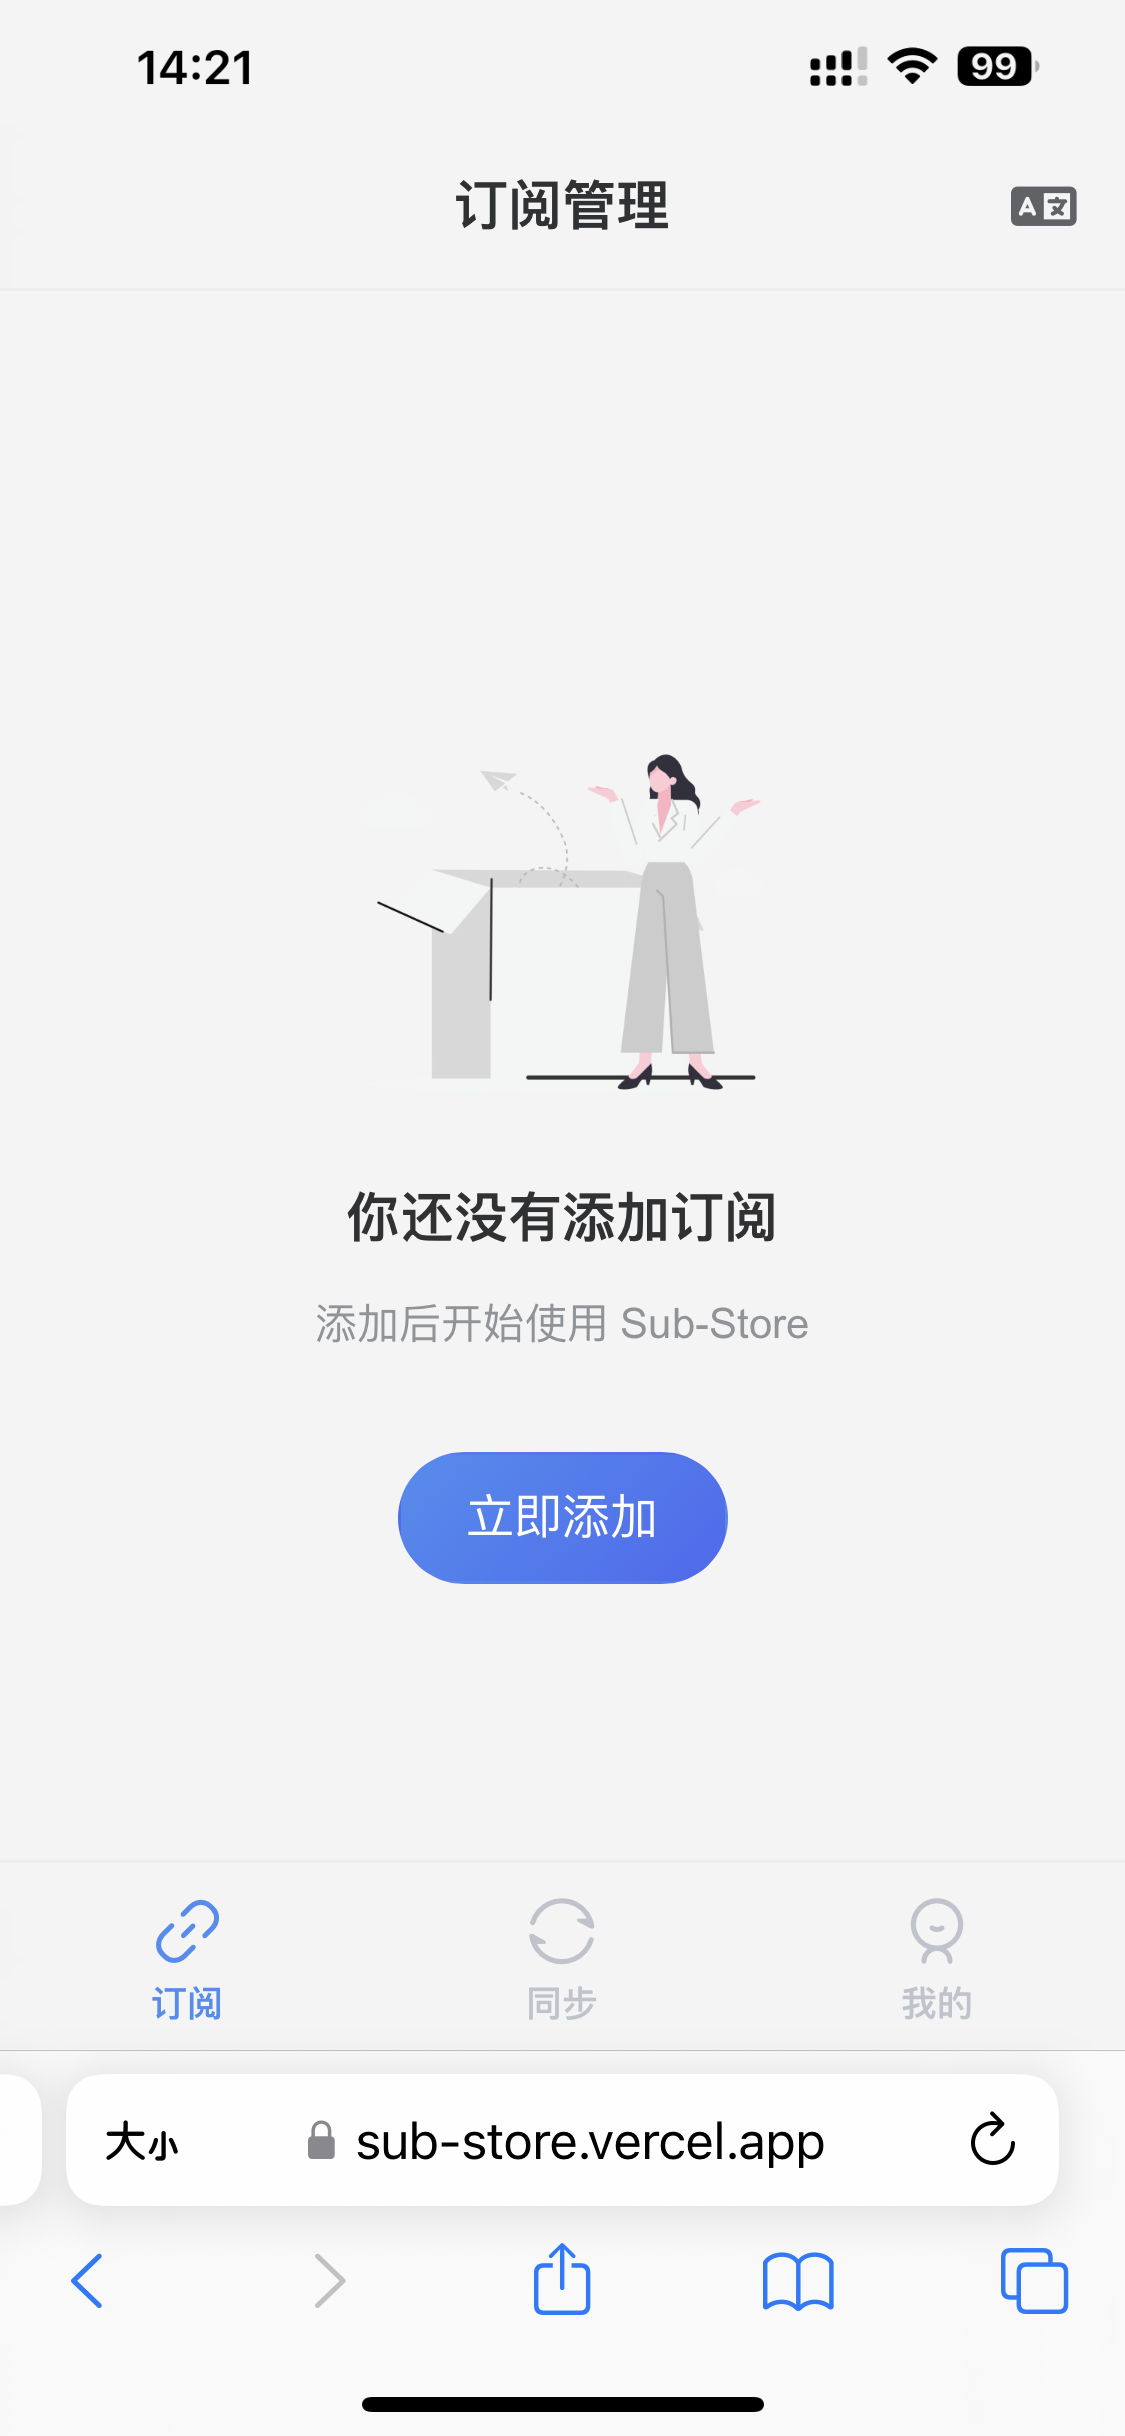 14:21
99
订阅管理
A 文
你还没有添加订阅
添加后开始使用 Sub-Store
立即添加
订阅
同步
我的
大小
sub-store.vercel.app